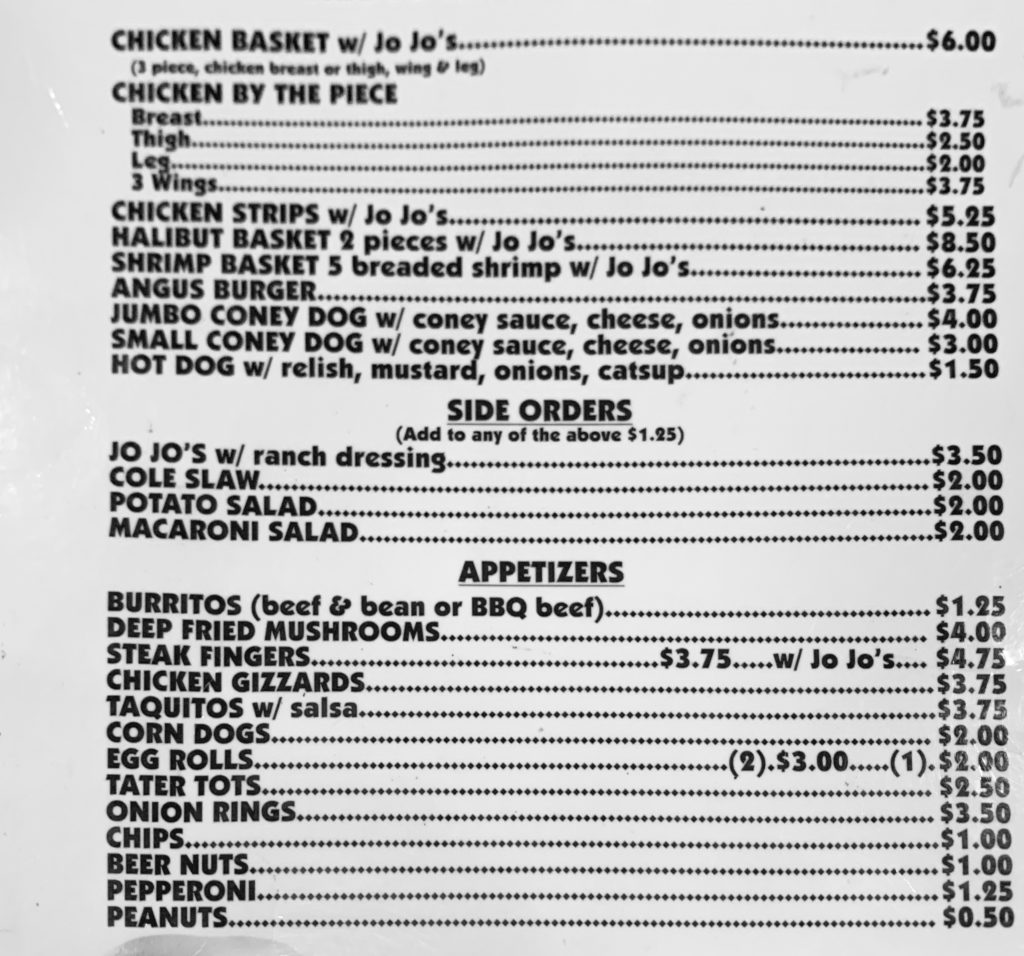 CHICKEN BASKET w/ Jo Jo's..........$6.00
(3 piece, chicken breast or thigh, wing & leg)
CHICKEN BY THE PIECE
Breast..........$3.75
Thigh..........$2.50
Leg..........$2.00
3 Wings..........$3.75
CHICKEN STRIPS w/ Jo Jo's..........$5.25
HALIBUT BASKET 2 pieces w/ Jo Jo's..........$8.50
SHRIMP BASKET 5 breaded shrimp w/ Jo Jo's..........$6.25
ANGUS BURGER..........$3.75
JUMBO CONEY DOG w/ coney sauce, cheese, onions..........$4.00
SMALL CONEY DOG w/ coney sauce, cheese, onions..........$3.00
HOT DOG w/ relish, mustard, onions, catsup..........$1.50
SIDE ORDERS
(Add to any of the above $1.25)
JO JO'S w/ ranch dressing..........$3.50
COLE SLAW..........$2.00
POTATO SALAD..........$2.00
MACARONI SALAD..........$2.00
APPETIZERS
BURRITOS (beef & bean or BBQ beef)..........$1.25
DEEP FRIED MUSHROOMS..........$4.00
STEAK FINGERS..........$3.75.....w/ Jo Jo's.... $4.75
CHICKEN GIZZARDS..........$3.75
TAQUITOS w/ salsa..........$3.75
CORN DOGS..........$2.00
EGG ROLLS..........(2).$3.00.....(1).$2.00
TATER TOTS..........$2.50
ONION RINGS..........$3.50
CHIPS..........$1.00
BEER NUTS..........$1.00
PEPPERONI..........$1.25
PEANUTS..........$0.50